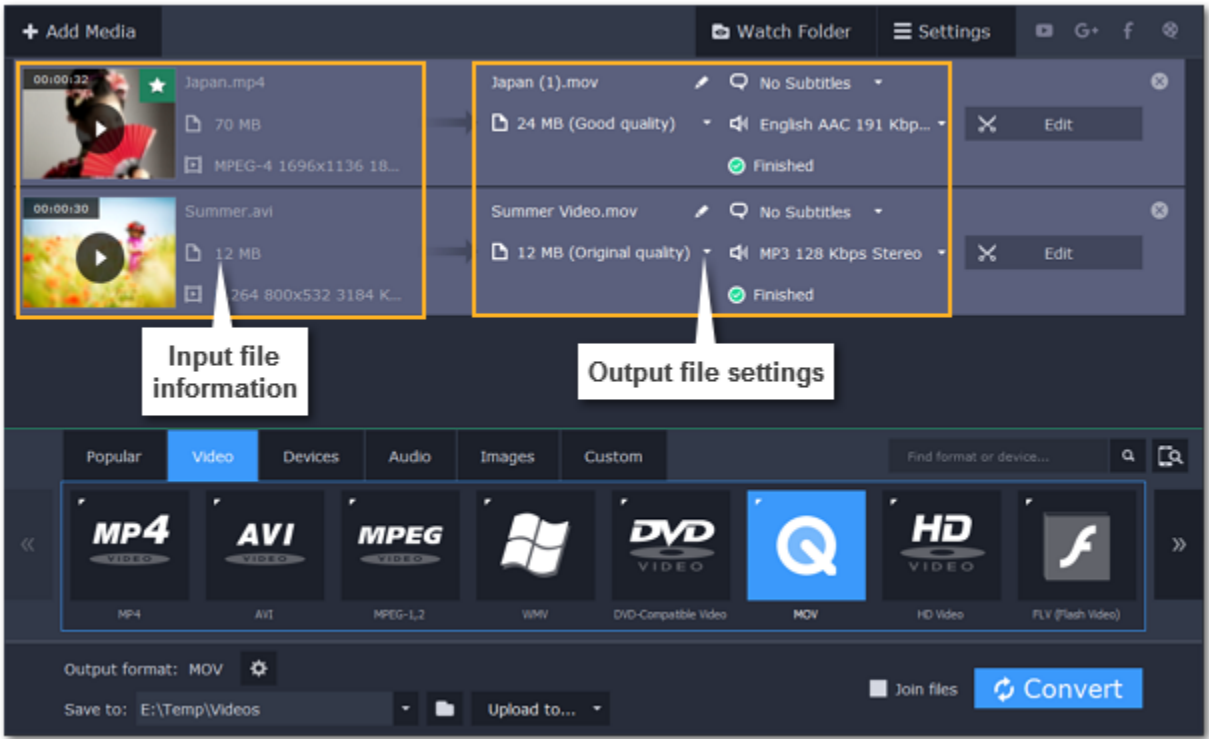 Add Media
Watch Folder
Settings
G+ f
00:00:32
Japan.mp4
70 MB
MPEG-4 1696x1136 18...
Japan (1).mov
24 MB (Good quality)
No Subtitles
English AAC 191 Kbp...
Finished
Edit
00:00:30
Summer.avi
12 MB
264 800x532 3184 K...
Summer Video.mov
12 MB (Original quality)
No Subtitles
MP3 128 Kbps Stereo
Finished
Edit
Input file
information
Output file settings
Popular Video Devices Audio Images Custom
Find format or device...
MP4 VIDEO
AVI VIDEO
MPEG VIDEO
DVD VIDEO
HD VIDEO
MP4
AVI
MPEG-1,2
WMV
DVD-Compatible Video
MOV
HD Video
FLV (Flash Video)
Output format: MOV
Save to: E:\Temp\Videos
Upload to...
Join files
Convert